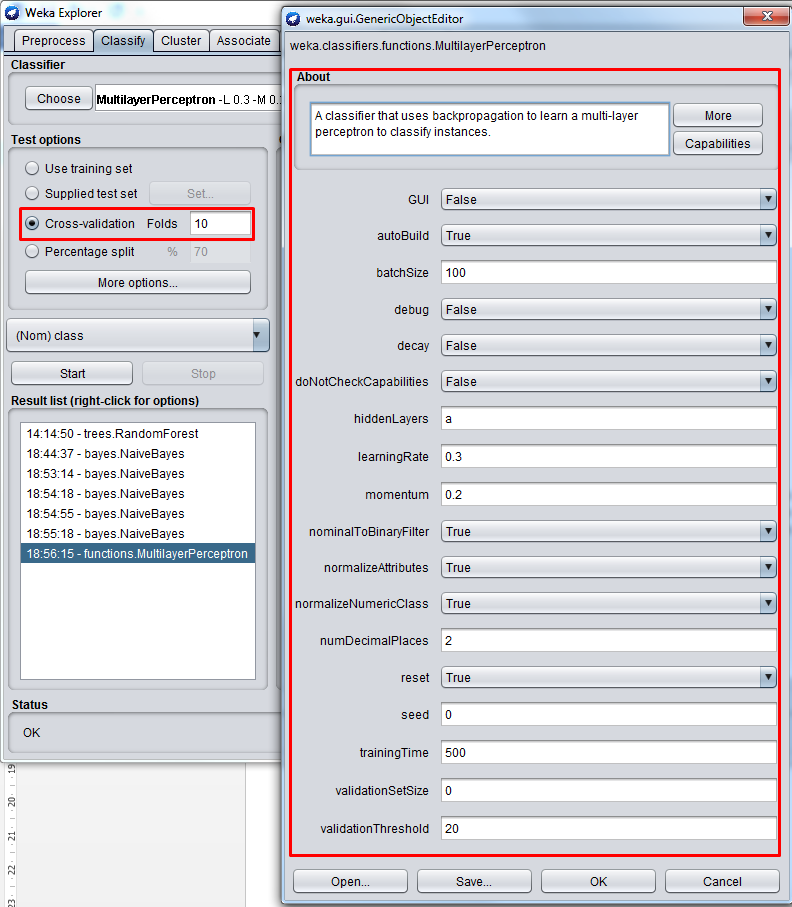 Weka Explorer
Preprocess Classify Cluster Associate
Classifier
Choose MultilayerPerceptron -L 0.3 -M 0.
Test options
Use training set
Supplied test set Set...
Cross-validation Folds 10
Percentage split % 70
More options...
(Nom) class
Start Stop
Result list (right-click for options)
14:14:50 - trees.RandomForest
18:44:37 - bayes.NaiveBayes
18:53:14 - bayes.NaiveBayes
18:54:18 - bayes.NaiveBayes
18:54:55 - bayes.NaiveBayes
18:55:18 - bayes.NaiveBayes
18:56:15 - functions.MultilayerPerceptron
Status
OK
19
20
21
22
23
weka.gui.GenericObjectEditor
weka.classifiers.functions.MultilayerPerceptron
About
A classifier that uses backpropagation to learn a multi-layer
perceptron to classify instances.
More
Capabilities
GUI False
autoBuild True
batchSize 100
debug False
decay False
doNotCheckCapabilities False
hiddenLayers a
learningRate 0.3
momentum 0.2
nominalToBinaryFilter True
normalizeAttributes True
normalizeNumericClass True
numDecimalPlaces 2
reset True
seed 0
trainingTime 500
validationSetSize 0
validationThreshold 20
Open... Save... OK Cancel